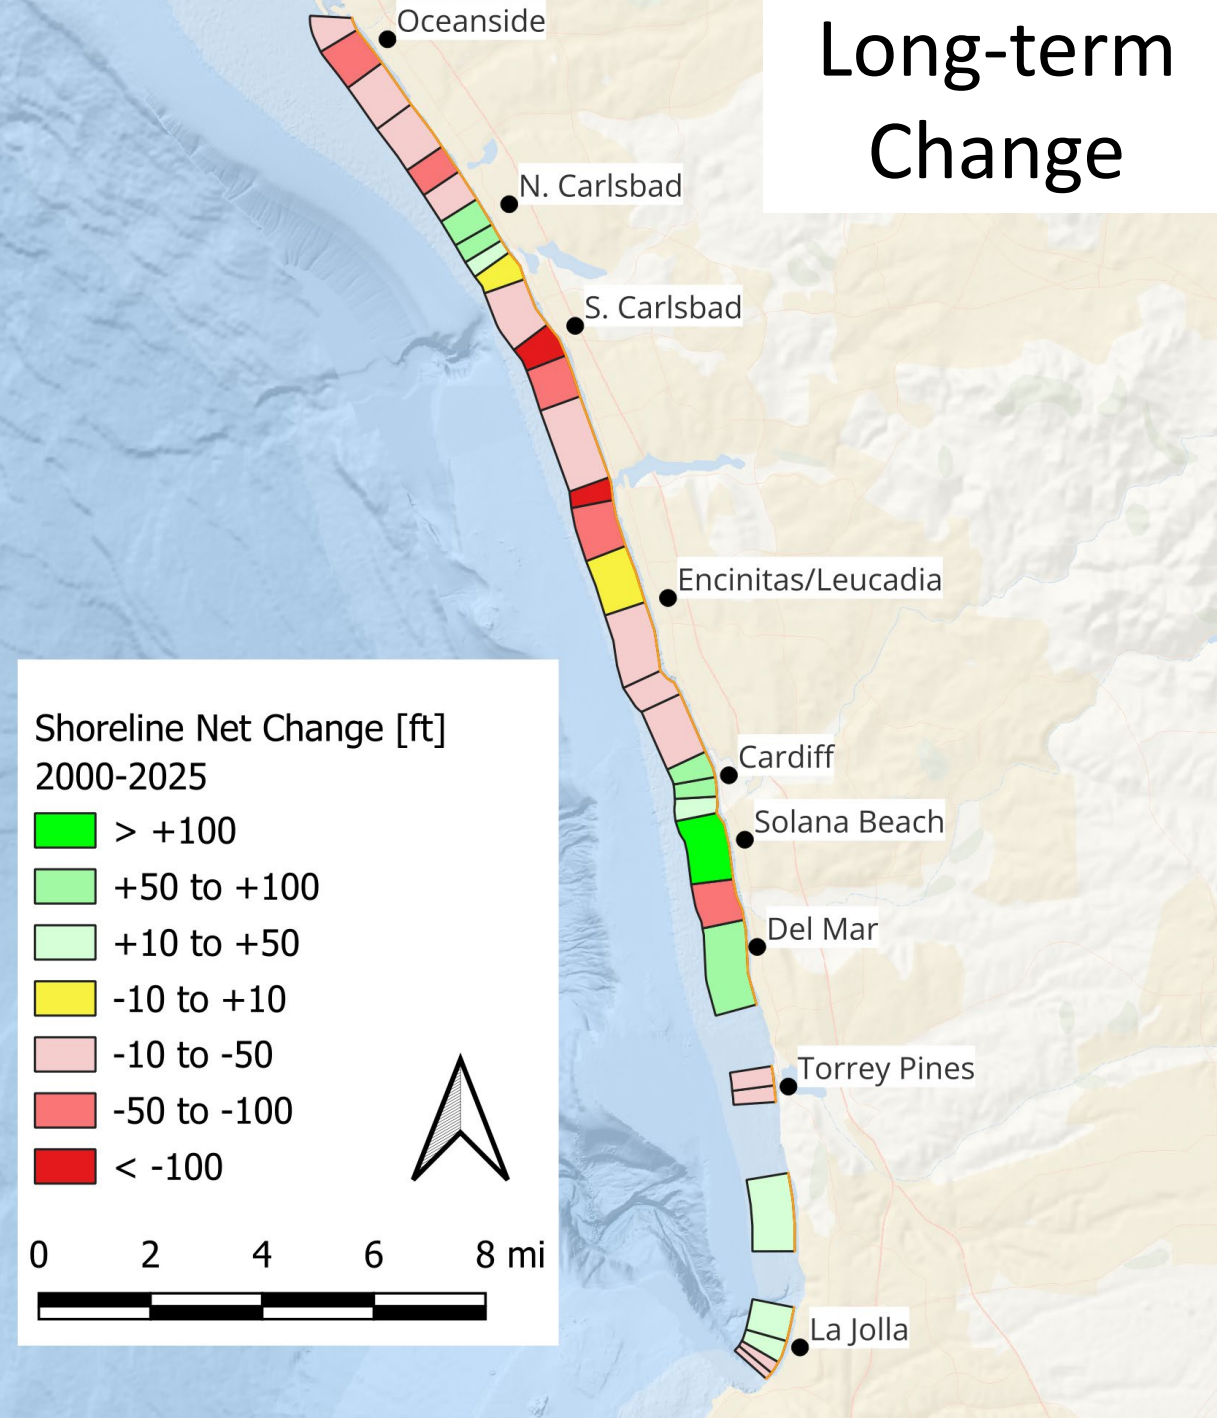 Long-term
Change
Oceanside
N. Carlsbad
S. Carlsbad
Encinitas/Leucadia
Cardiff
Solana Beach
Del Mar
Torrey Pines
La Jolla
Shoreline Net Change [ft]
2000-2025
> +100
+50 to +100
+10 to +50
-10 to +10
-10 to -50
-50 to -100
< -100
0 2 4 6 8 mi